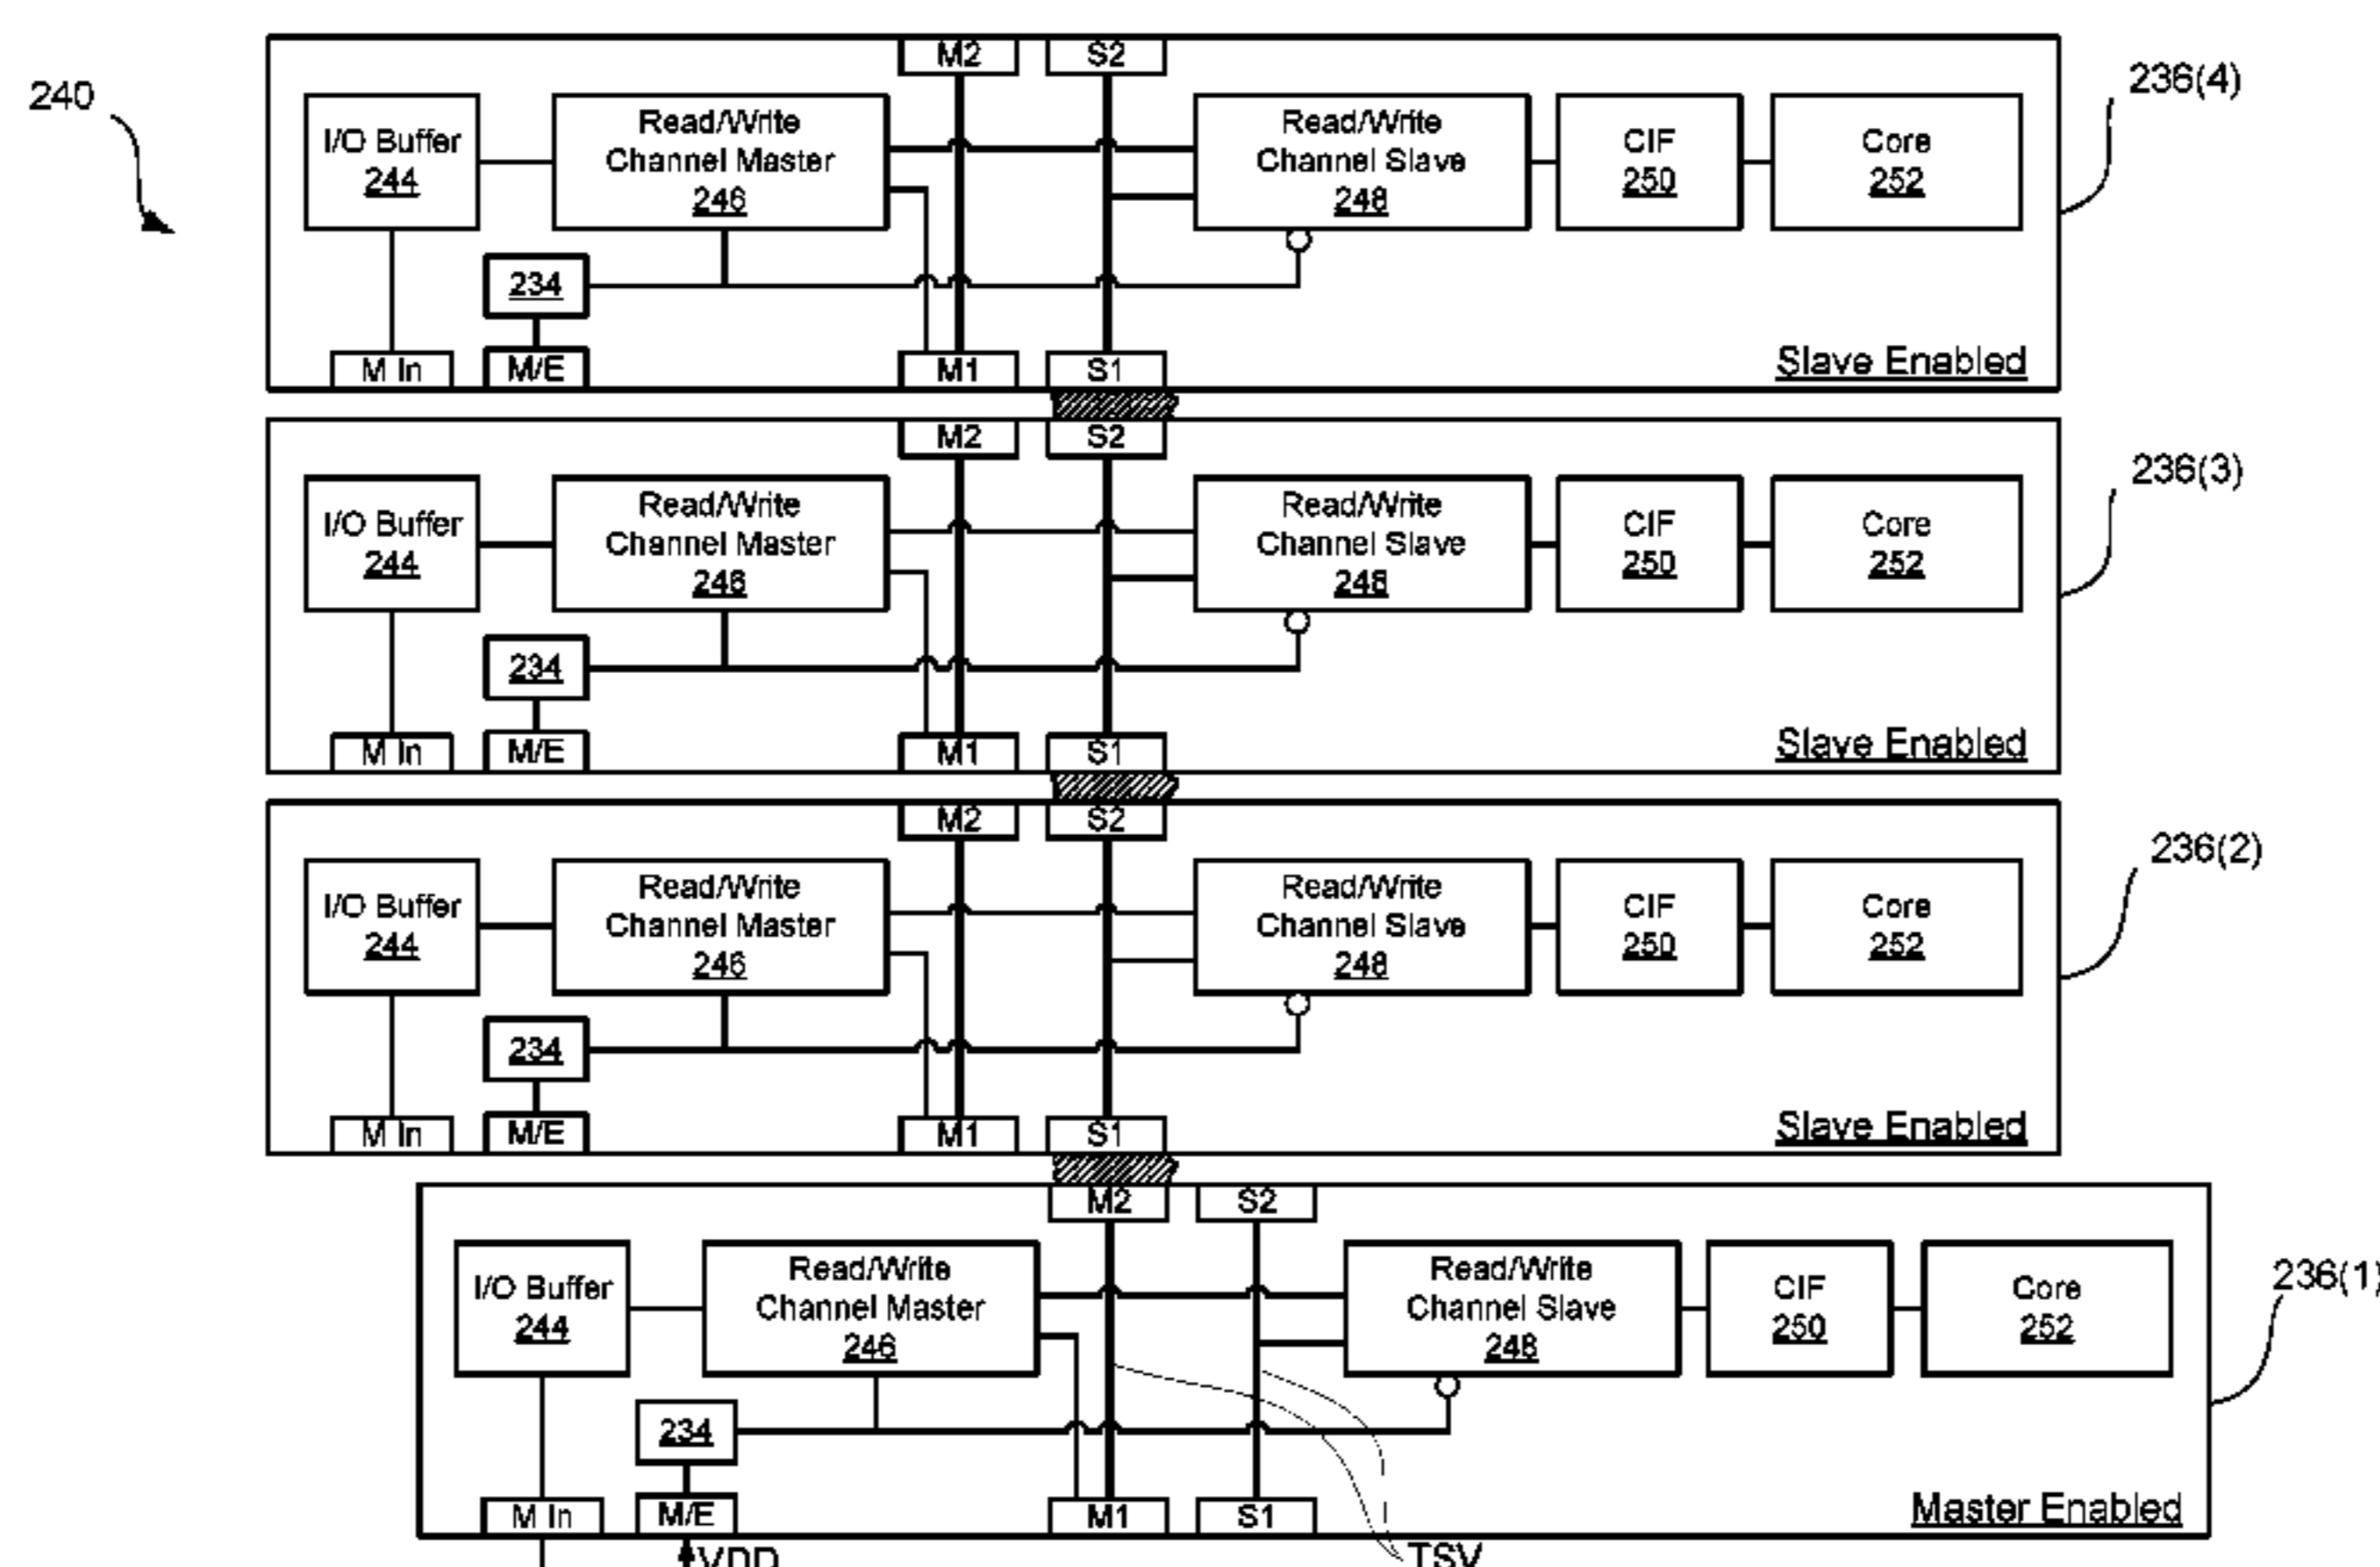 M2 S2
236(4)
240
I/O Buffer
244
Read/Write
Channel Master
246
Read/Write
Channel Slave
248
CIF
250
Core
252
234
M In M/E M1 S1
Slave Enabled
M2 S2
236(3)
I/O Buffer
244
Read/Write
Channel Master
246
Read/Write
Channel Slave
248
CIF
250
Core
252
234
M In M/E M1 S1
Slave Enabled
M2 S2
236(2)
I/O Buffer
244
Read/Write
Channel Master
246
Read/Write
Channel Slave
248
CIF
250
Core
252
234
M In M/E M1 S1
Slave Enabled
M2 S2
236(1)
I/O Buffer
244
Read/Write
Channel Master
246
Read/Write
Channel Slave
248
CIF
250
Core
252
234
M In M/E M1 S1
Master Enabled
VDD
TSV